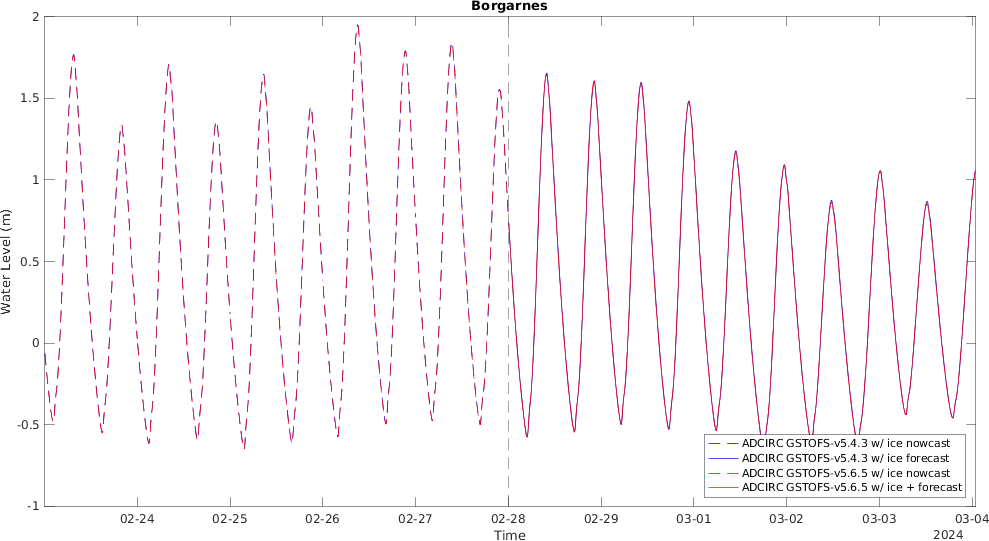 Borgarnes
2
1.5
1
0.5
0
-0.5
-1
Water Level (m)
ADCIRC GSTOFS-v5.4.3 w/ ice nowcast
ADCIRC GSTOFS-v5.4.3 w/ ice forecast
ADCIRC GSTOFS-v5.6.5 w/ ice nowcast
ADCIRC GSTOFS-v5.6.5 w/ ice + forecast
02-24 02-25 02-26 02-27 02-28 02-29 03-01 03-02 03-03 03-04
Time
2024